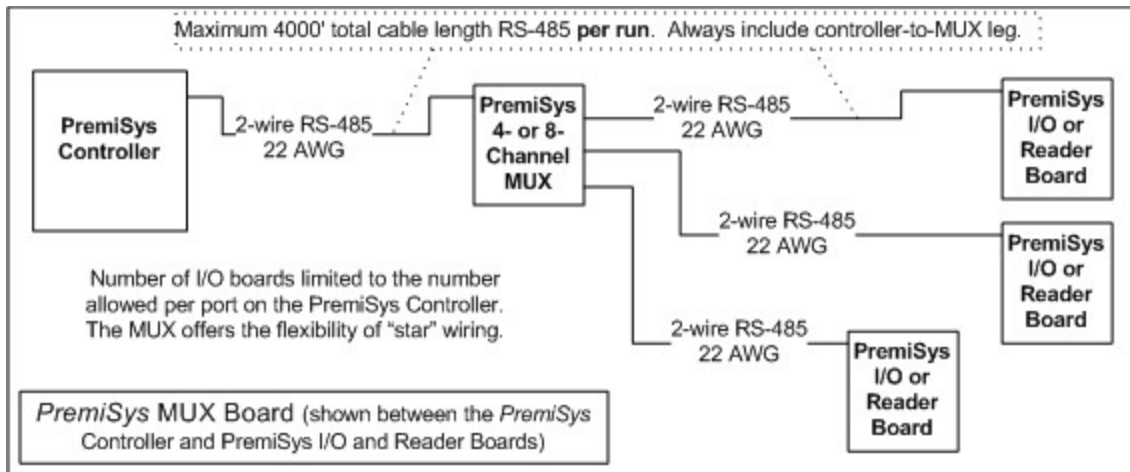 Maximum 4000' total cable length RS-485 per run. Always include controller-to-MUX leg.
PremiSys
Controller
2-wire RS-485
22 AWG
PremiSys
4- or 8-
Channel
MUX
2-wire RS-485
22 AWG
PremiSys
I/O or
Reader
Board
2-wire RS-485
22 AWG
PremiSys
I/O or
Reader
Board
Number of I/O boards limited to the number
allowed per port on the PremiSys Controller.
The MUX offers the flexibility of “star” wiring.
2-wire RS-485
22 AWG
PremiSys
I/O or
Reader
Board
PremiSys MUX Board (shown between the PremiSys
Controller and PremiSys I/O and Reader Boards)